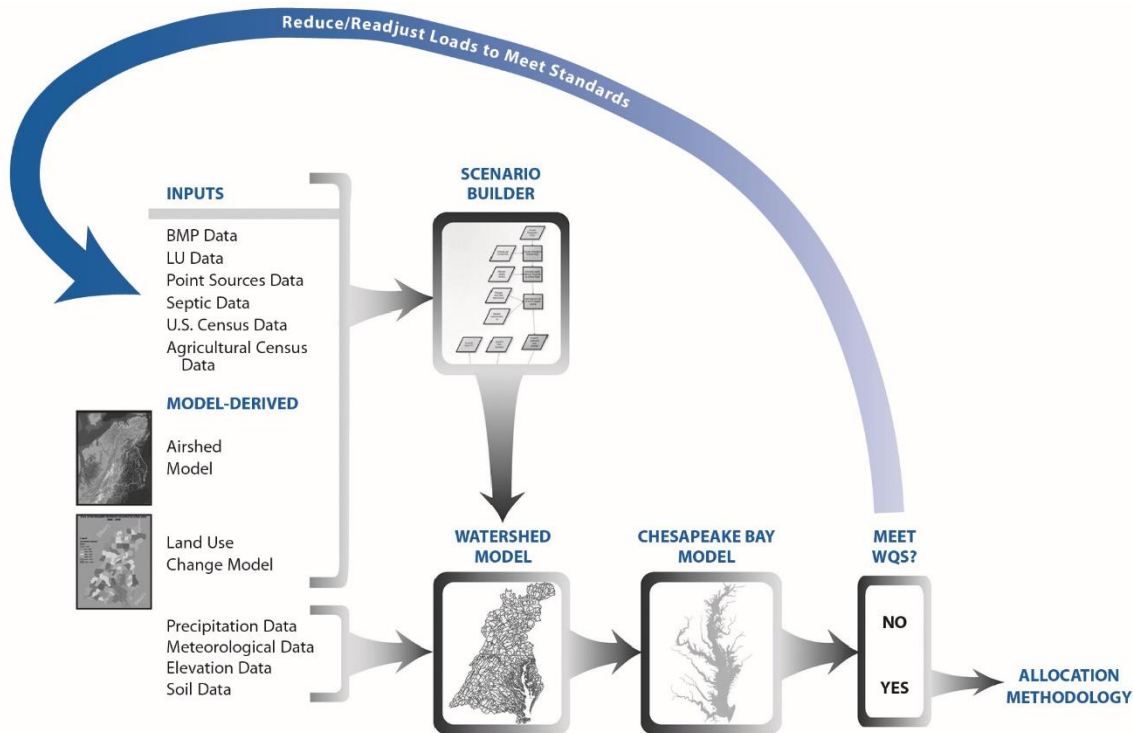 Reduce/Readjust Loads to Meet Standards
INPUTS
BMP Data
LU Data
Point Sources Data
Septic Data
U.S. Census Data
Agricultural Census
Data
MODEL-DERIVED
Airshed
Model
Land Use
Change Model
Precipitation Data
Meteorological Data
Elevation Data
Soil Data
SCENARIO
BUILDER
WATERSHED
MODEL
CHESAPEAKE BAY
MODEL
MEET
WQS?
NO
YES
ALLOCATION
METHODOLOGY